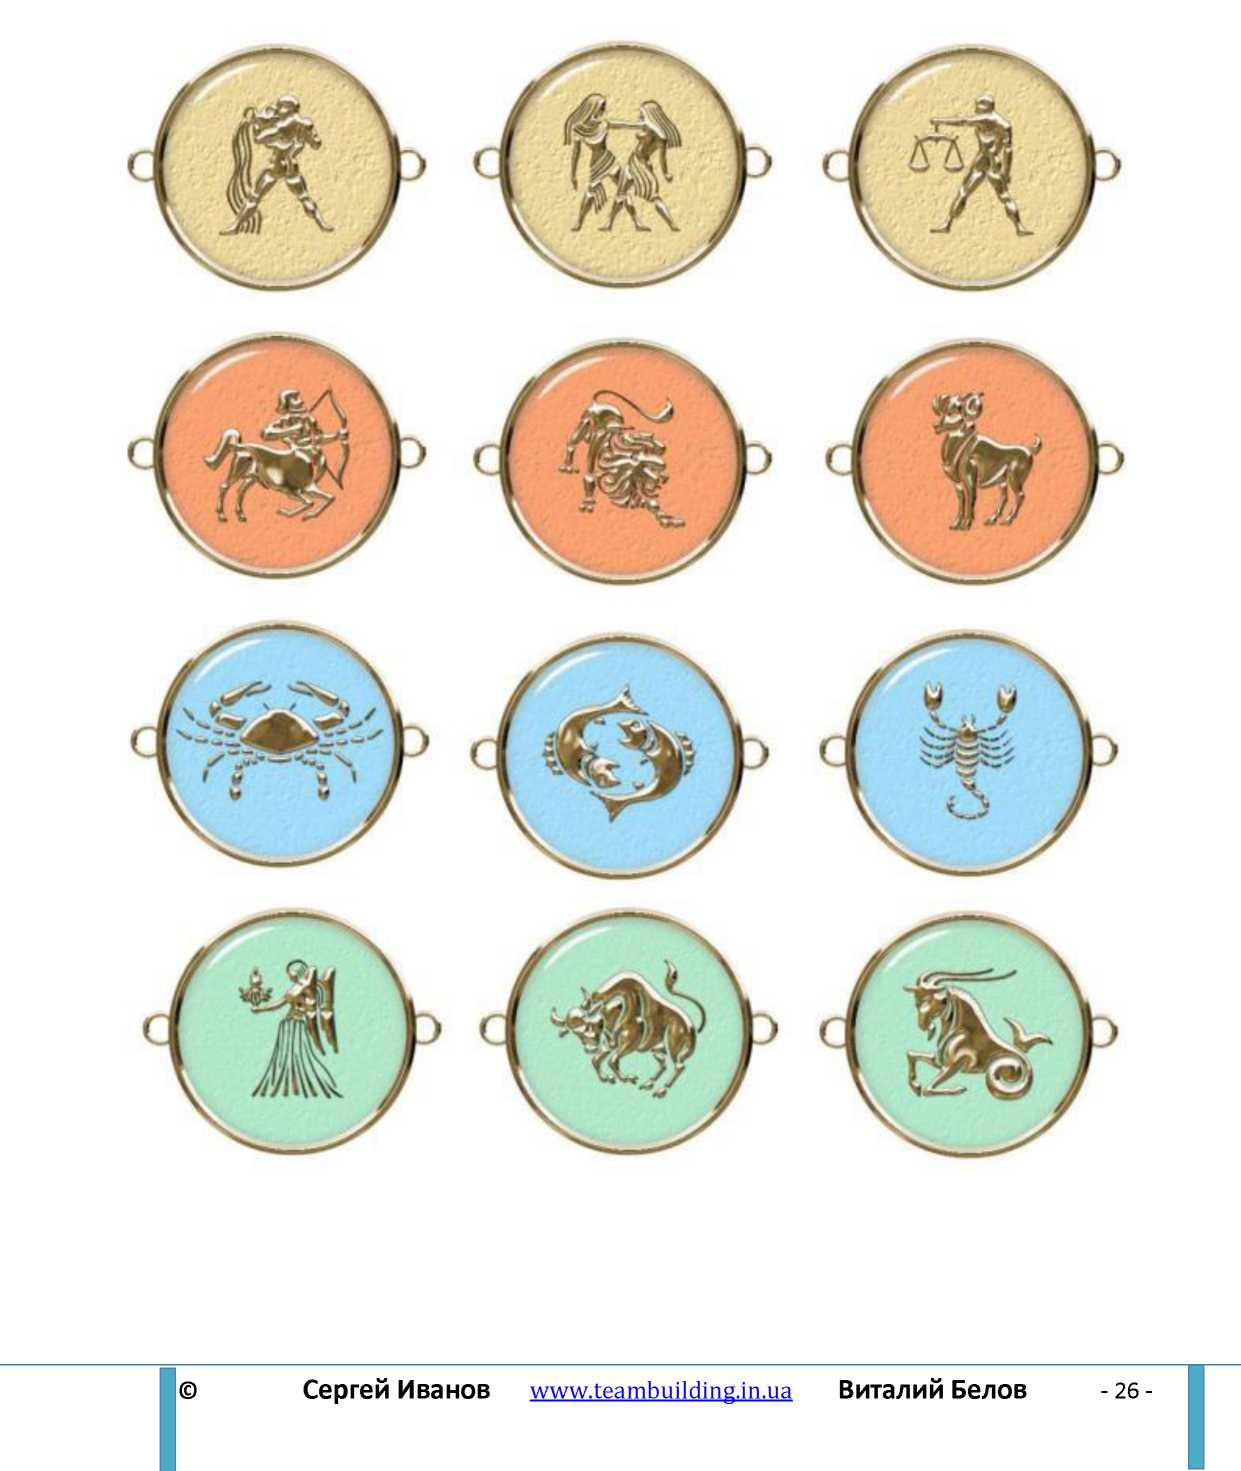 © Сергей Иванов www.teambuilding.in.ua Виталий Белов - 26 -